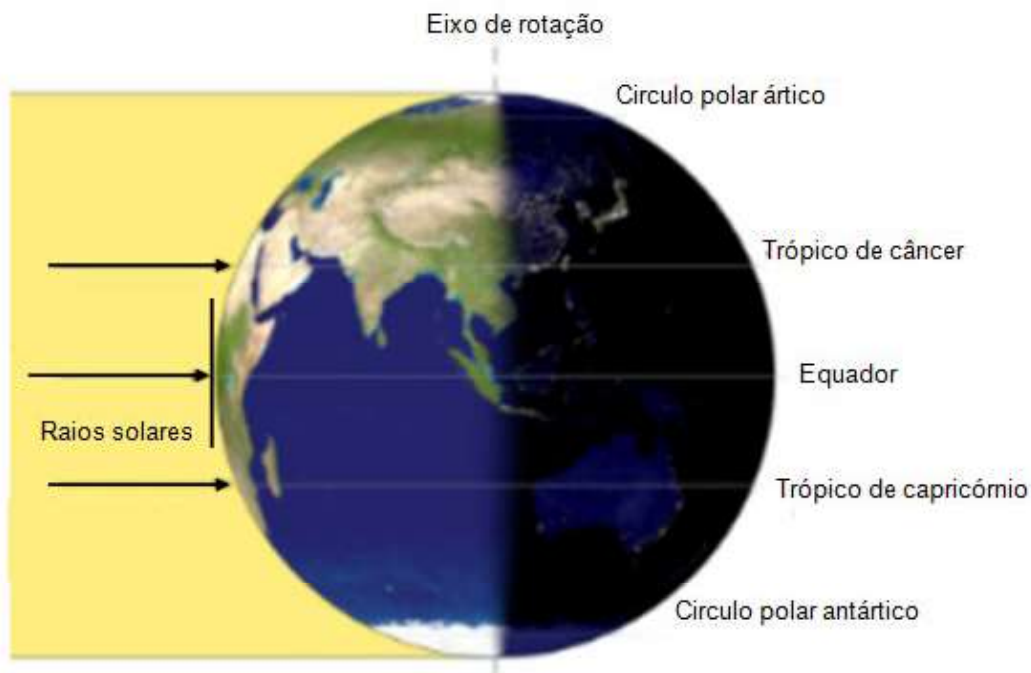 Eixo de rotação
Circulo polar ártico
Trópico de câncer
Equador
Raios solares
Trópico de capricórnio
Circulo polar antártico